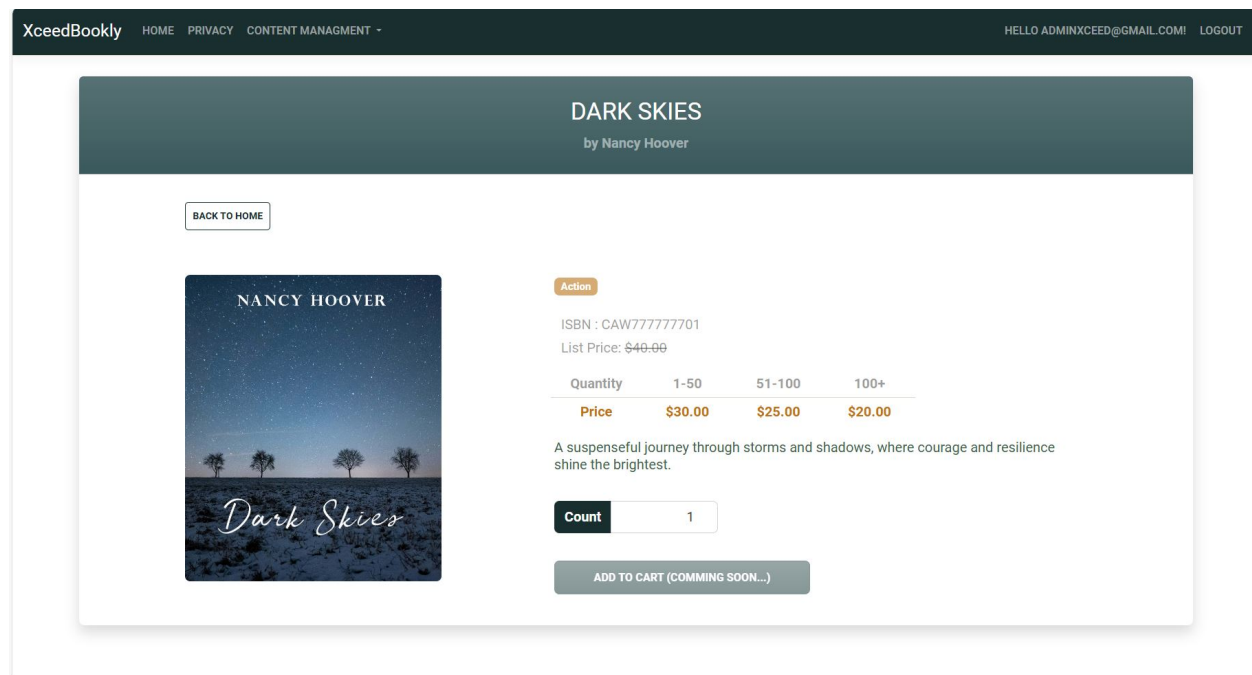 XceedBookly HOME PRIVACY CONTENT MANAGMENT HELLO ADMINXCEED@GMAIL.COM! LOGOUT
DARK SKIES
by Nancy Hoover
BACK TO HOME
NANCY HOOVER
Dark Skies
Action
ISBN : CAW777777701
List Price: $40.00
Quantity 1-50 51-100 100+
Price $30.00 $25.00 $20.00
A suspenseful journey through storms and shadows, where courage and resilience
shine the brightest.
Count 1
ADD TO CART (COMMING SOON...)